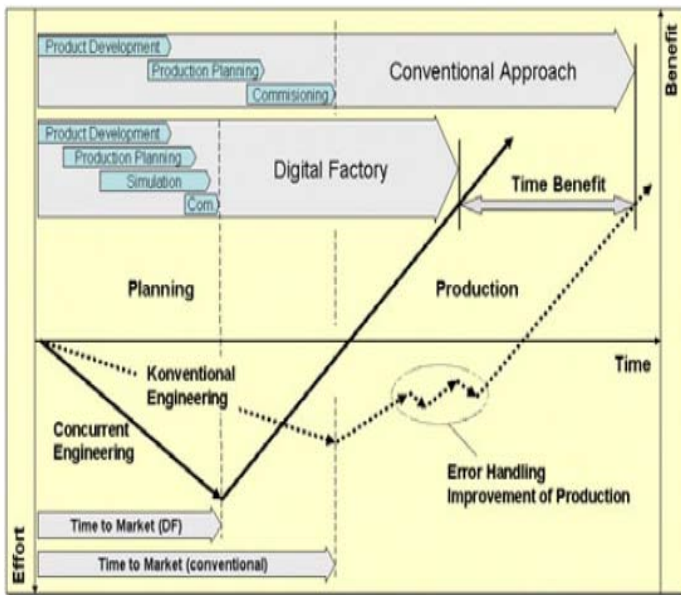 Product Development
Production Planning
Commisioning
Conventional Approach
Benefit
Product Development
Production Planning
Simulation
Com.
Digital Factory
Time Benefit
Planning
Production
Time
Konventional
Engineering
Concurrent
Engineering
Error Handling
Improvement of Production
Time to Market (DF)
Time to Market (conventional)
Effort